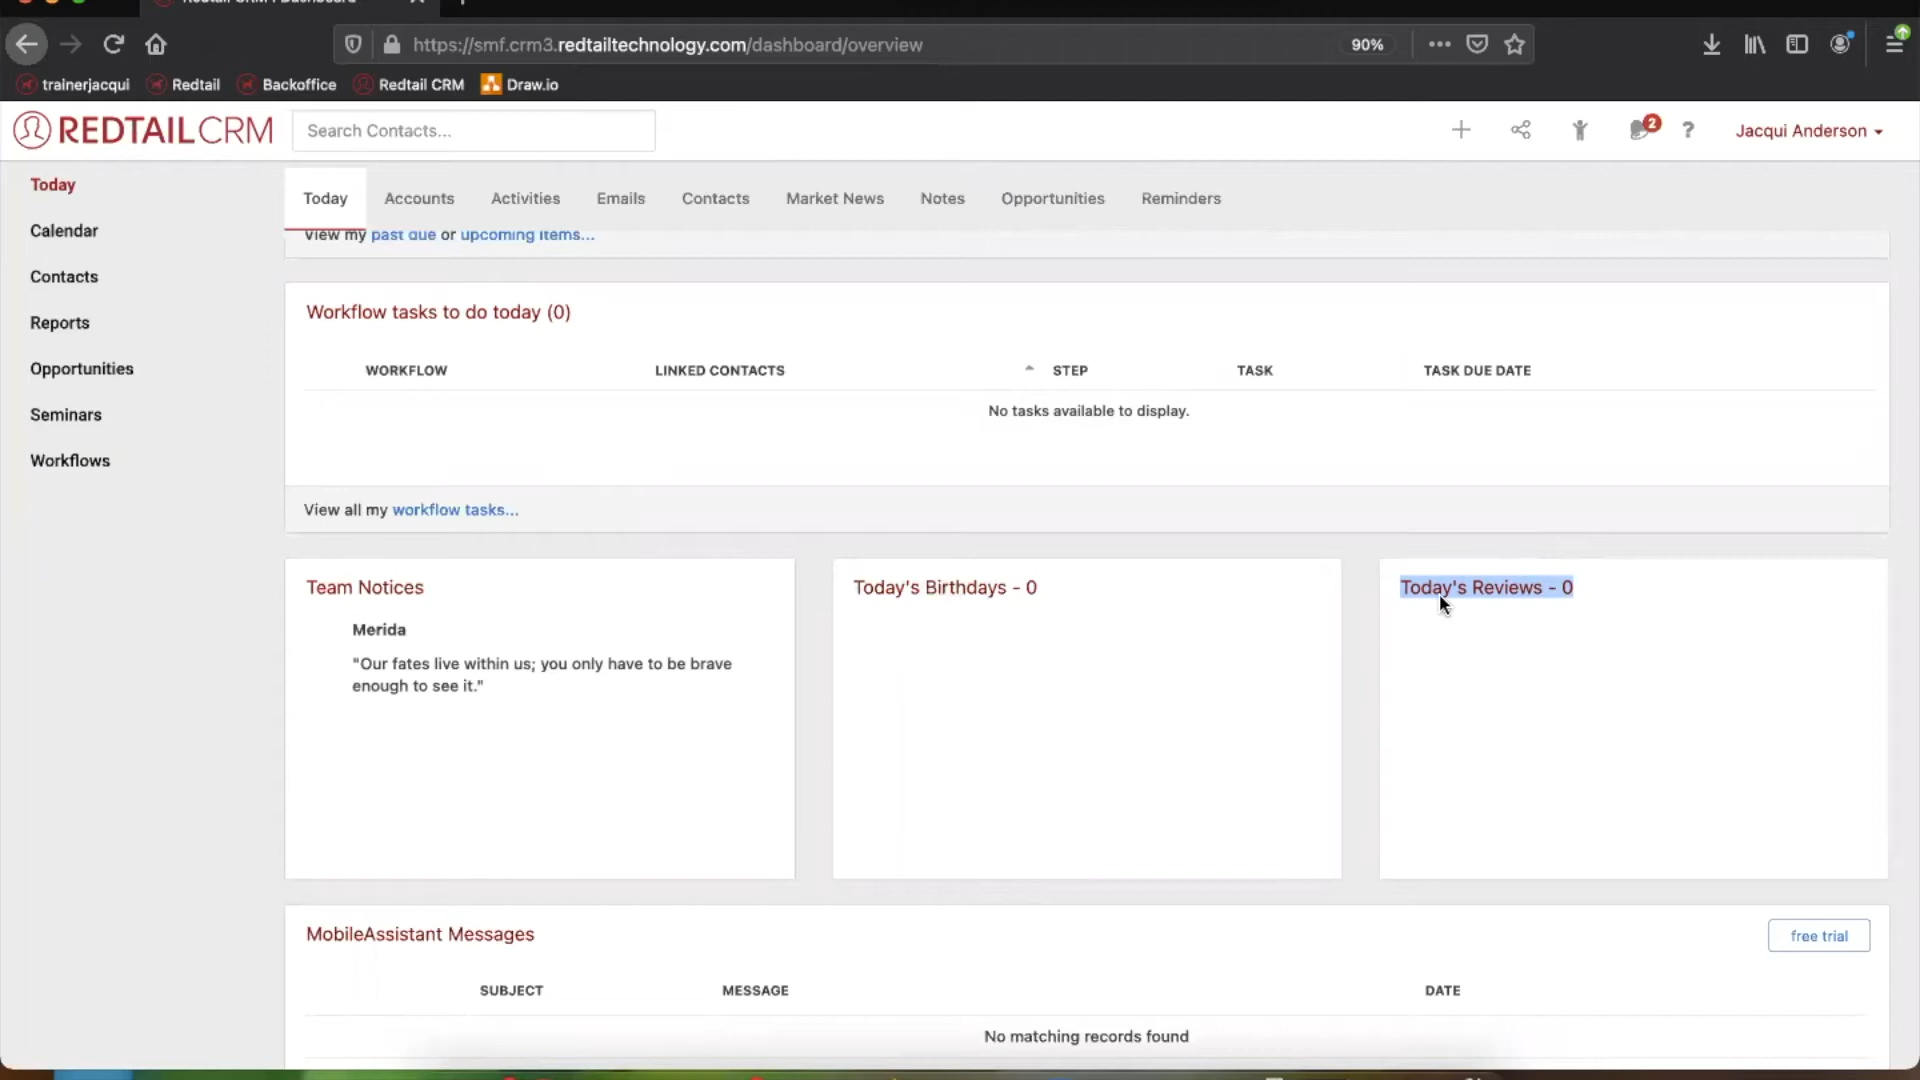 https://smf.crm3.redtailtechnology.com/dashboard/overview
90%
trainerjacqui
Redtail
Backoffice
Redtail CRM
Draw.io
REDTAILCRM
Search Contacts...
2
?
Jacqui Anderson
Today
Calendar
Contacts
Reports
Opportunities
Seminars
Workflows
Today
Accounts
Activities
Emails
Contacts
Market News
Notes
Opportunities
Reminders
View my past due or upcoming items...
Workflow tasks to do today (0)
WORKFLOW
LINKED CONTACTS
STEP
TASK
TASK DUE DATE
No tasks available to display.
View all my workflow tasks...
Team Notices
Merida
"Our fates live within us; you only have to be brave
enough to see it."
Today's Birthdays - 0
Today's Reviews - 0
MobileAssistant Messages
free trial
SUBJECT
MESSAGE
DATE
No matching records found